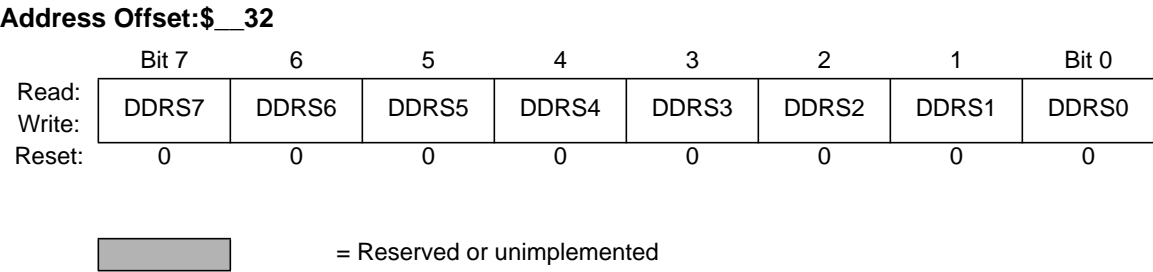 Address Offset:$__32
Bit 7 6 5 4 3 2 1 Bit 0
Read:
Write:
DDRS7 DDRS6 DDRS5 DDRS4 DDRS3 DDRS2 DDRS1 DDRS0
Reset: 0 0 0 0 0 0 0 0
= Reserved or unimplemented